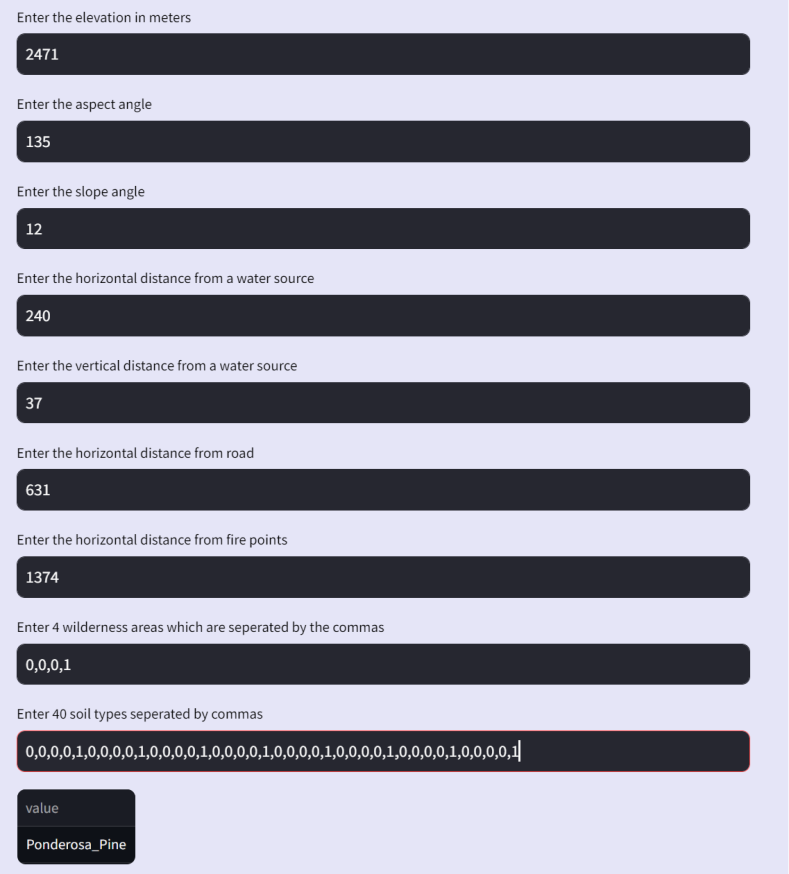 Enter the elevation in meters
2471
Enter the aspect angle
135
Enter the slope angle
12
Enter the horizontal distance from a water source
240
Enter the vertical distance from a water source
37
Enter the horizontal distance from road
631
Enter the horizontal distance from fire points
1374
Enter 4 wilderness areas which are seperated by the commas
0,0,0,1
Enter 40 soil types seperated by commas
0,0,0,0,1,0,0,0,0,1,0,0,0,0,1,0,0,0,0,1,0,0,0,0,1,0,0,0,0,1,0,0,0,0,1,0,0,0,0,1
value
Ponderosa_Pine